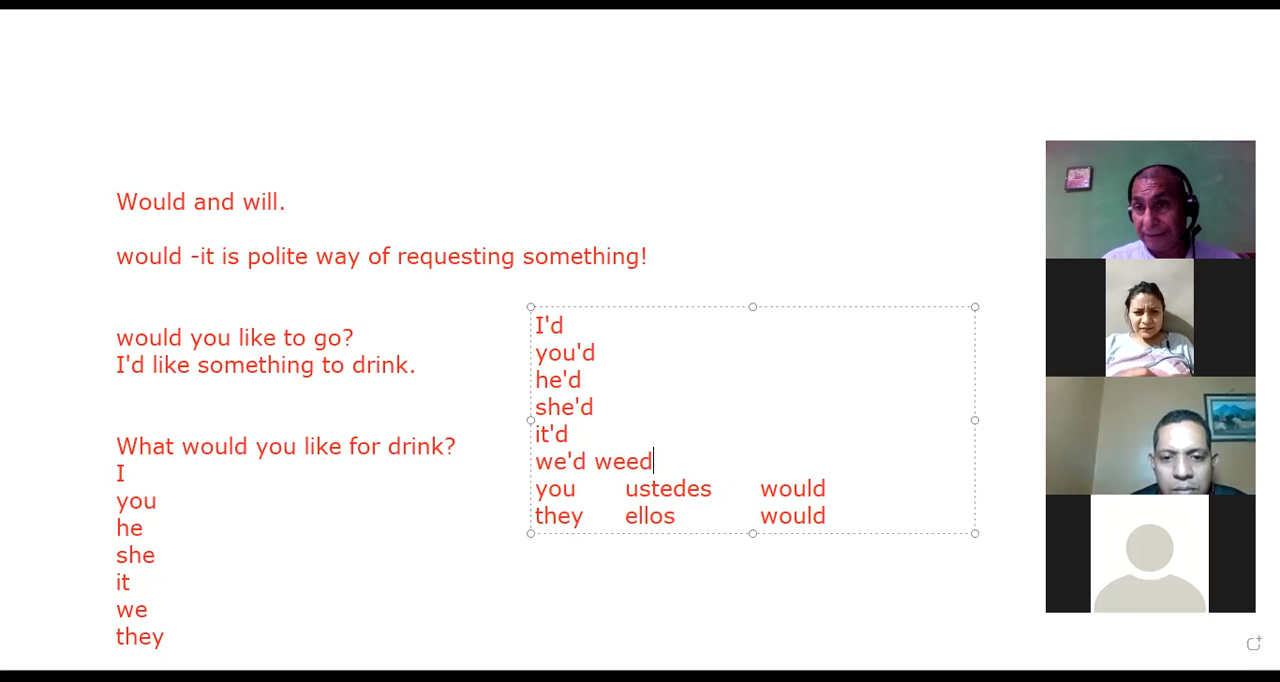 Would and will.
would -it is polite way of requesting something!
would you like to go?
I'd like something to drink.
What would you like for drink?
I
you
he
she
it
we
they
I'd
you'd
he'd
she'd
it'd
we'd weed
you ustedes would
they ellos would